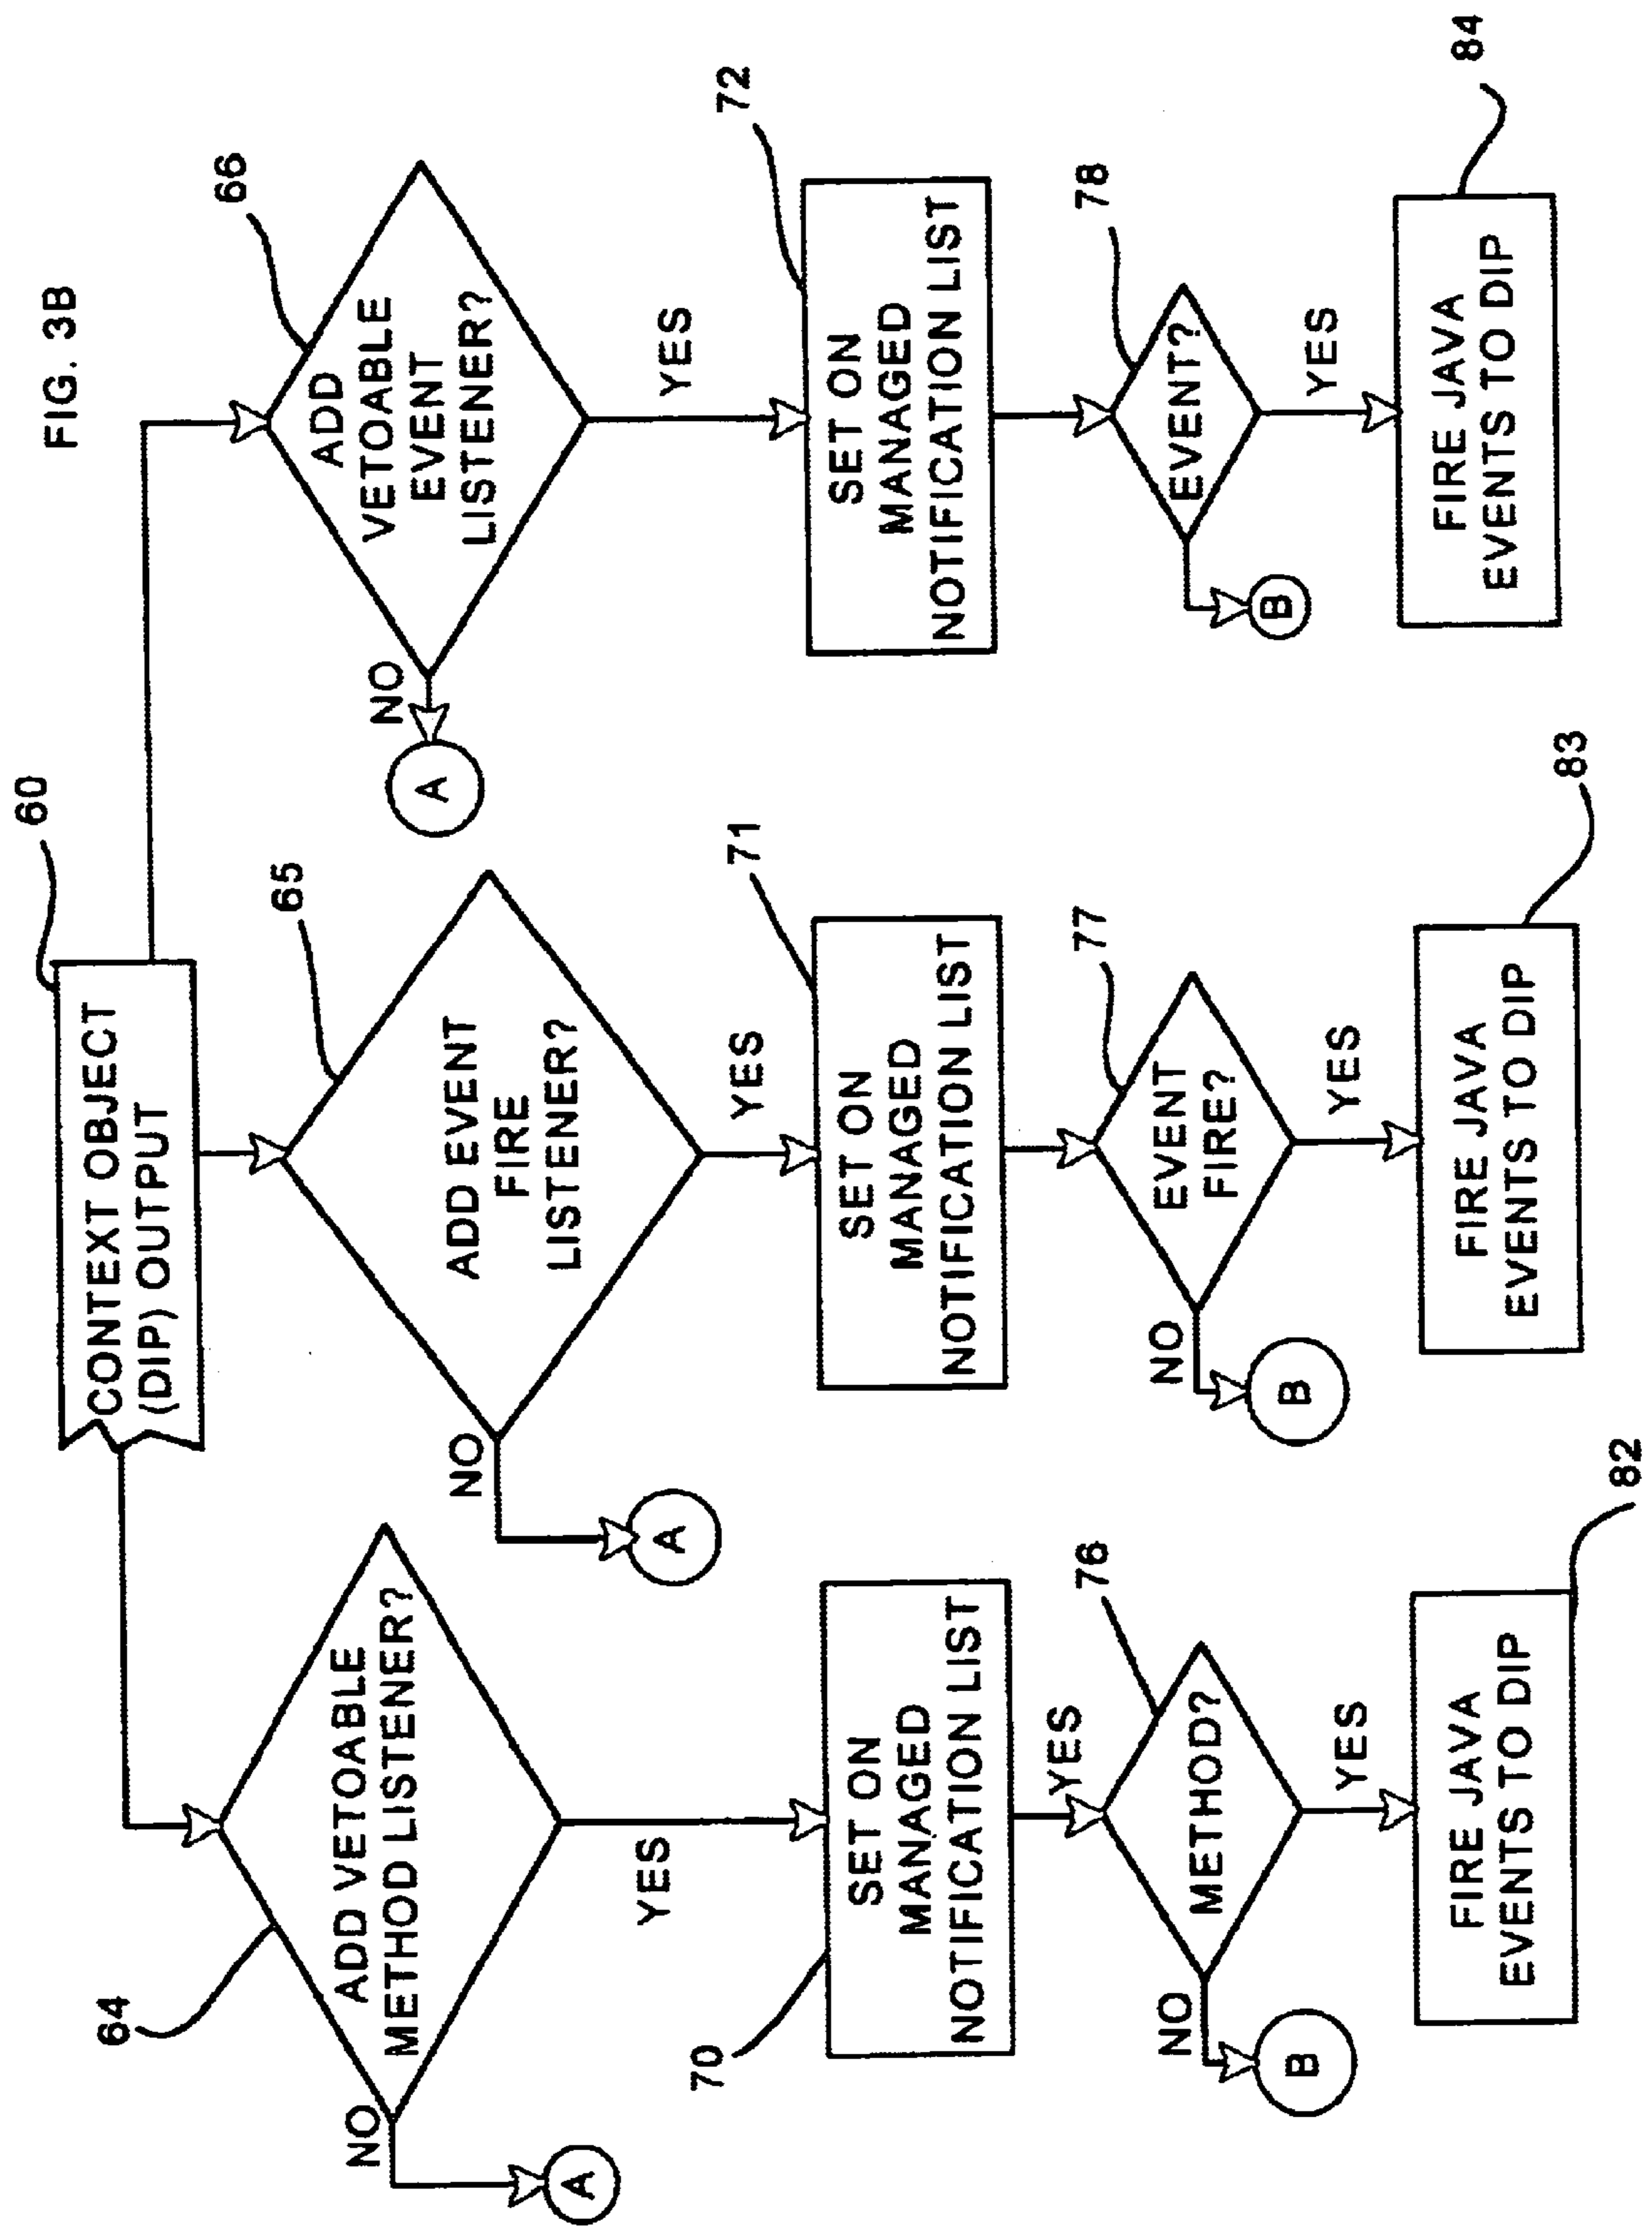 FIG. 3B
60
CONTEXT OBJECT
(DIP) OUTPUT
64
ADD VETOABLE
METHOD LISTENER?
NO
A
YES
65
ADD EVENT
FIRE
LISTENER?
NO
A
YES
66
ADD
VETOABLE
EVENT
LISTENER?
NO
A
YES
70
SET ON
MANAGED
NOTIFICATION LIST
YES
71
SET ON
MANAGED
NOTIFICATION LIST
72
SET ON
MANAGED
NOTIFICATION LIST
76
METHOD?
NO
B
YES
77
EVENT
FIRE?
NO
B
YES
78
EVENT?
B
YES
82
FIRE JAVA
EVENTS TO DIP
83
FIRE JAVA
EVENTS TO DIP
84
FIRE JAVA
EVENTS TO DIP